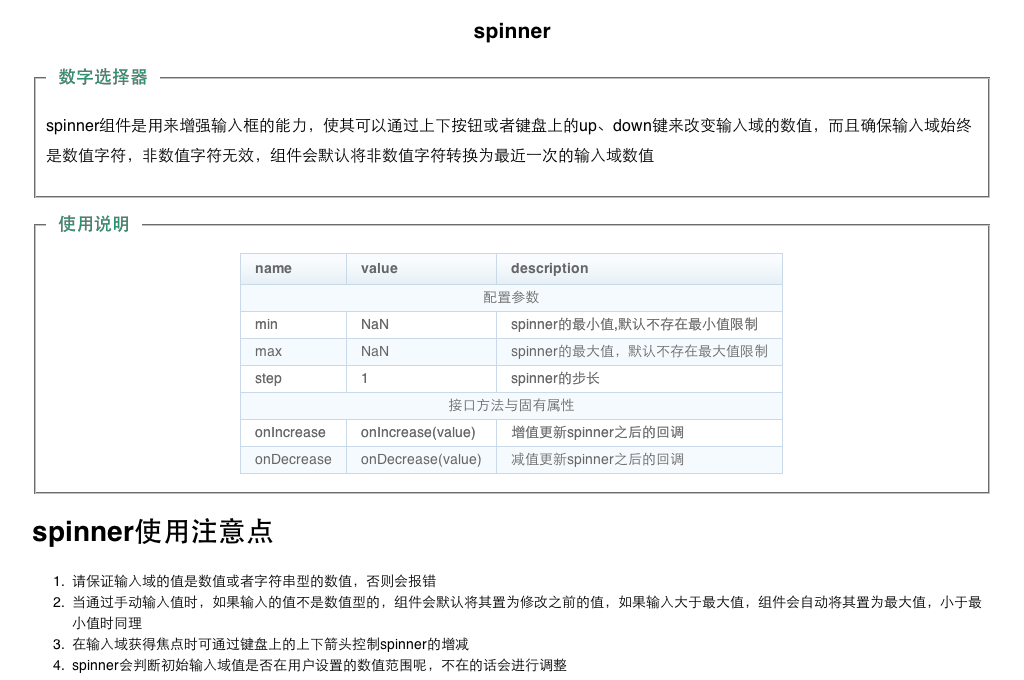 spinner
数字选择器
spinner组件是用来增强输入框的能力，使其可以通过上下按钮或者键盘上的up、down键来改变输入域的数值，而且确保输入域始终
是数值字符，非数值字符无效，组件会默认将非数值字符转换为最近一次的输入域数值
使用说明
name value description
配置参数
min NaN spinner的最小值,默认不存在最小值限制
max NaN spinner的最大值，默认不存在最大值限制
step 1 spinner的步长
接口方法与固有属性
onIncrease onIncrease(value) 增值更新spinner之后的回调
onDecrease onDecrease(value) 减值更新spinner之后的回调
spinner使用注意点
1. 请保证输入域的值是数值或者字符串型的数值，否则会报错
2. 当通过手动输入值时，如果输入的值不是数值型的，组件会默认将其置为修改之前的值，如果输入大于最大值，组件会自动将其置为最大值，小于最
小值时同理
3. 在输入域获得焦点时可通过键盘上的上下箭头控制spinner的增减
4. spinner会判断初始输入域值是否在用户设置的数值范围呢，不在的话会进行调整